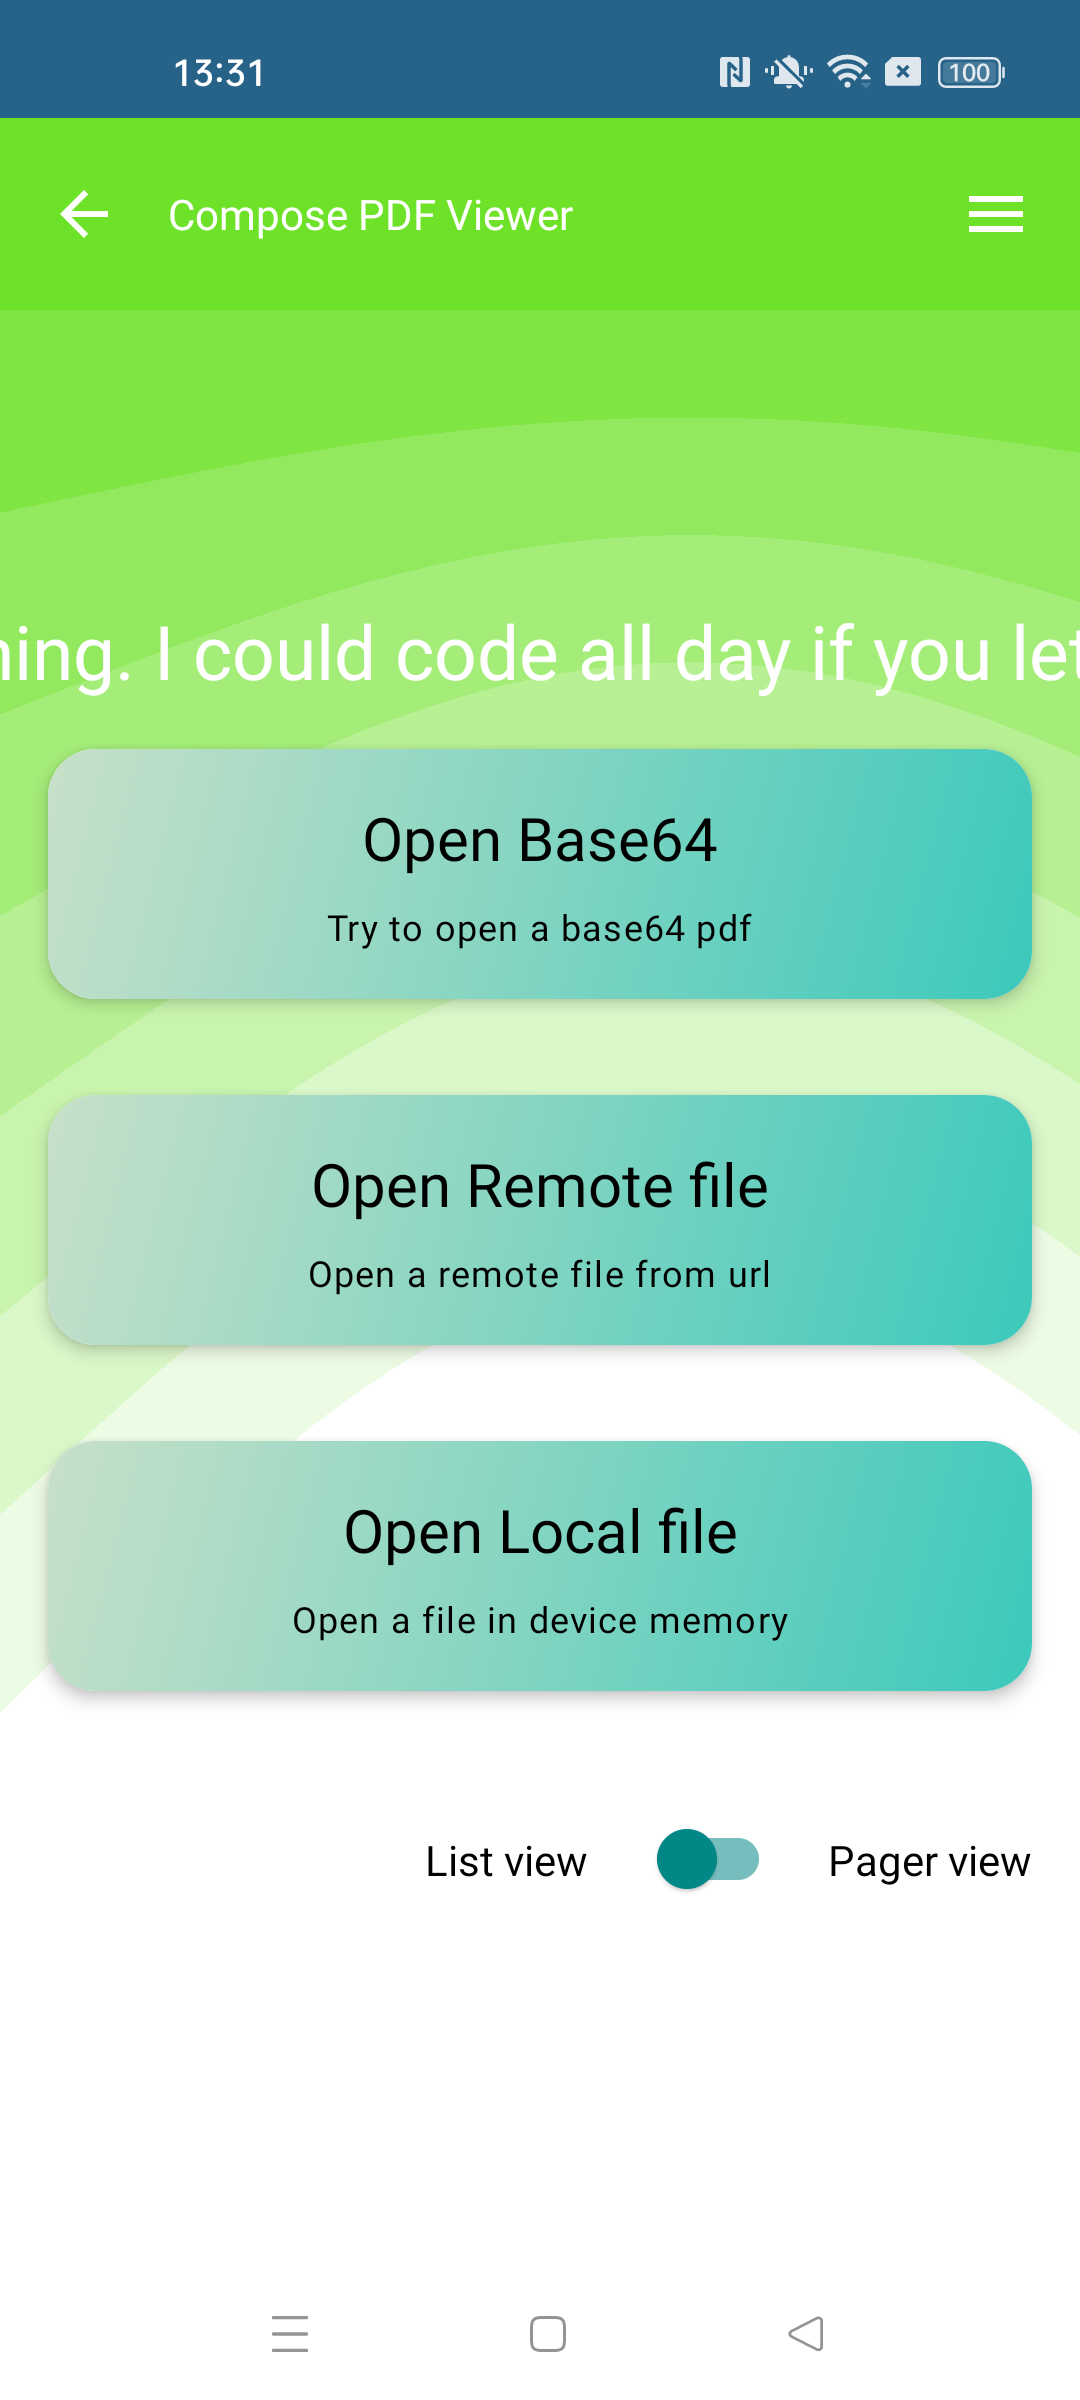 13:31 100
Compose PDF Viewer
ning. I could code all day if you let
Open Base64
Try to open a base64 pdf
Open Remote file
Open a remote file from url
Open Local file
Open a file in device memory
List view Pager view